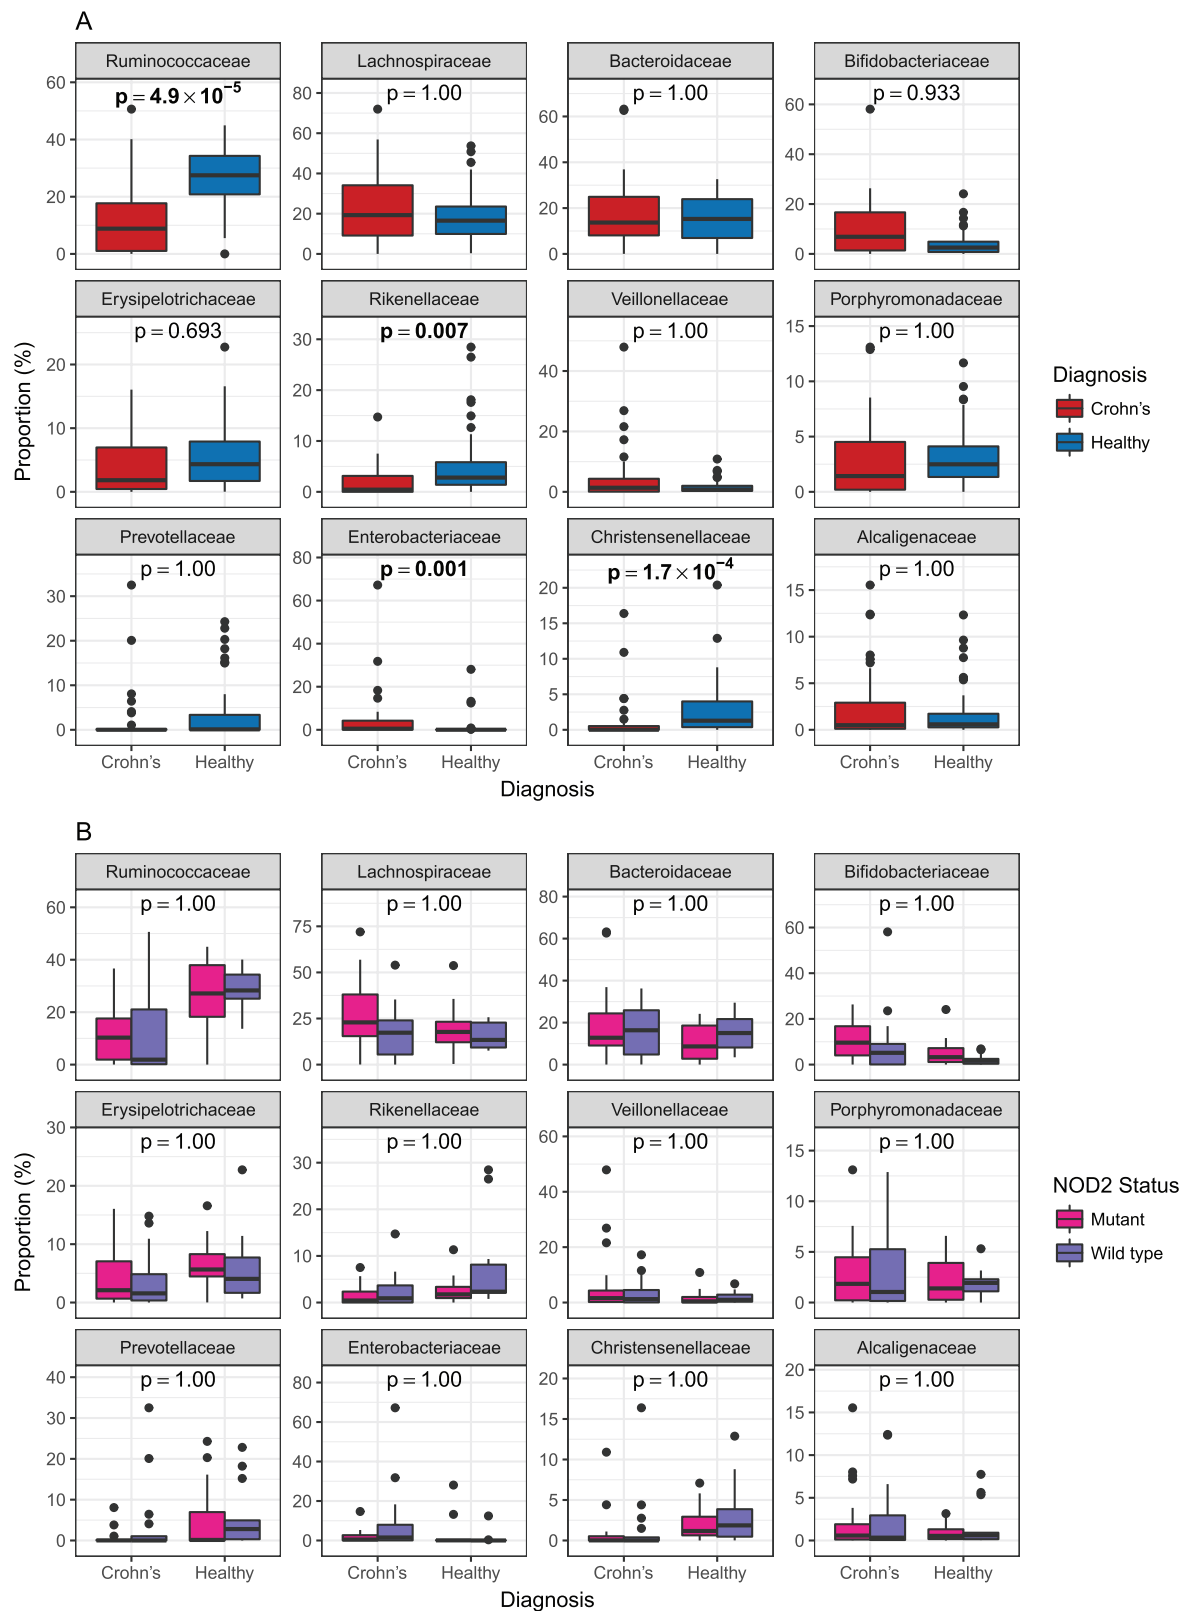 A
Ruminococcaceae Lachnospiraceae Bacteroidaceae Bifidobacteriaceae
p = 4.9 × 10⁻⁵ p = 1.00 p = 1.00 p = 0.933
60 40 20 0
80 60 40 20 0
60 40 20 0
60 40 20 0
Erysipelotrichaceae Rikenellaceae Veillonellaceae Porphyromonadaceae
p = 0.693 p = 0.007 p = 1.00 p = 1.00
20 10 0
30 20 10 0
40 20 0
15 10 5 0
Proportion (%)
Diagnosis
Crohn's
Healthy
Prevotellaceae Enterobacteriaceae Christensenellaceae Alcaligenaceae
p = 1.00 p = 0.001 p = 1.7 × 10⁻⁴ p = 1.00
30 20 10 0
80 60 40 20 0
20 15 10 5 0
15 10 5 0
Crohn's Healthy Crohn's Healthy Crohn's Healthy Crohn's Healthy
Diagnosis
B
Ruminococcaceae Lachnospiraceae Bacteroidaceae Bifidobacteriaceae
p = 1.00 p = 1.00 p = 1.00 p = 1.00
60 40 20 0
75 50 25 0
80 60 40 20 0
60 40 20 0
Erysipelotrichaceae Rikenellaceae Veillonellaceae Porphyromonadaceae
p = 1.00 p = 1.00 p = 1.00 p = 1.00
30 20 10 0
30 20 10 0
60 40 20 0
15 10 5 0
Proportion (%)
NOD2 Status
Mutant
Wild type
Prevotellaceae Enterobacteriaceae Christensenellaceae Alcaligenaceae
p = 1.00 p = 1.00 p = 1.00 p = 1.00
40 30 20 10 0
80 60 40 20 0
20 15 10 5 0
20 15 10 5 0
Crohn's Healthy Crohn's Healthy Crohn's Healthy Crohn's Healthy
Diagnosis